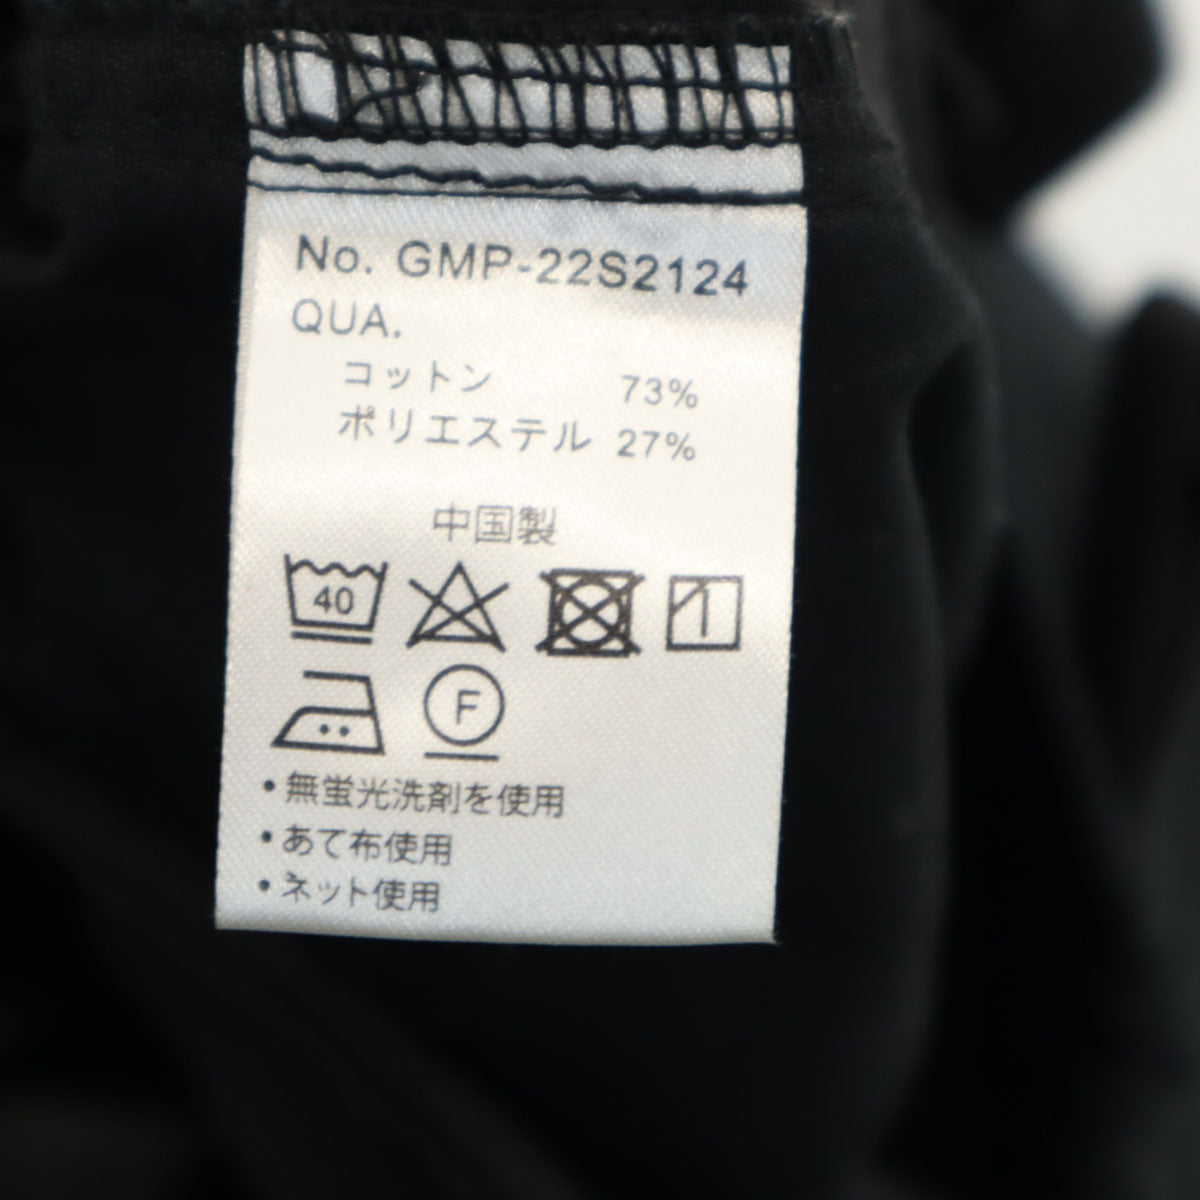 No. GMP-22S2124
QUA.
コットン 73%
ポリエステル 27%
中国製
40
F
・無蛍光洗剤を使用
・あて布使用
・ネット使用